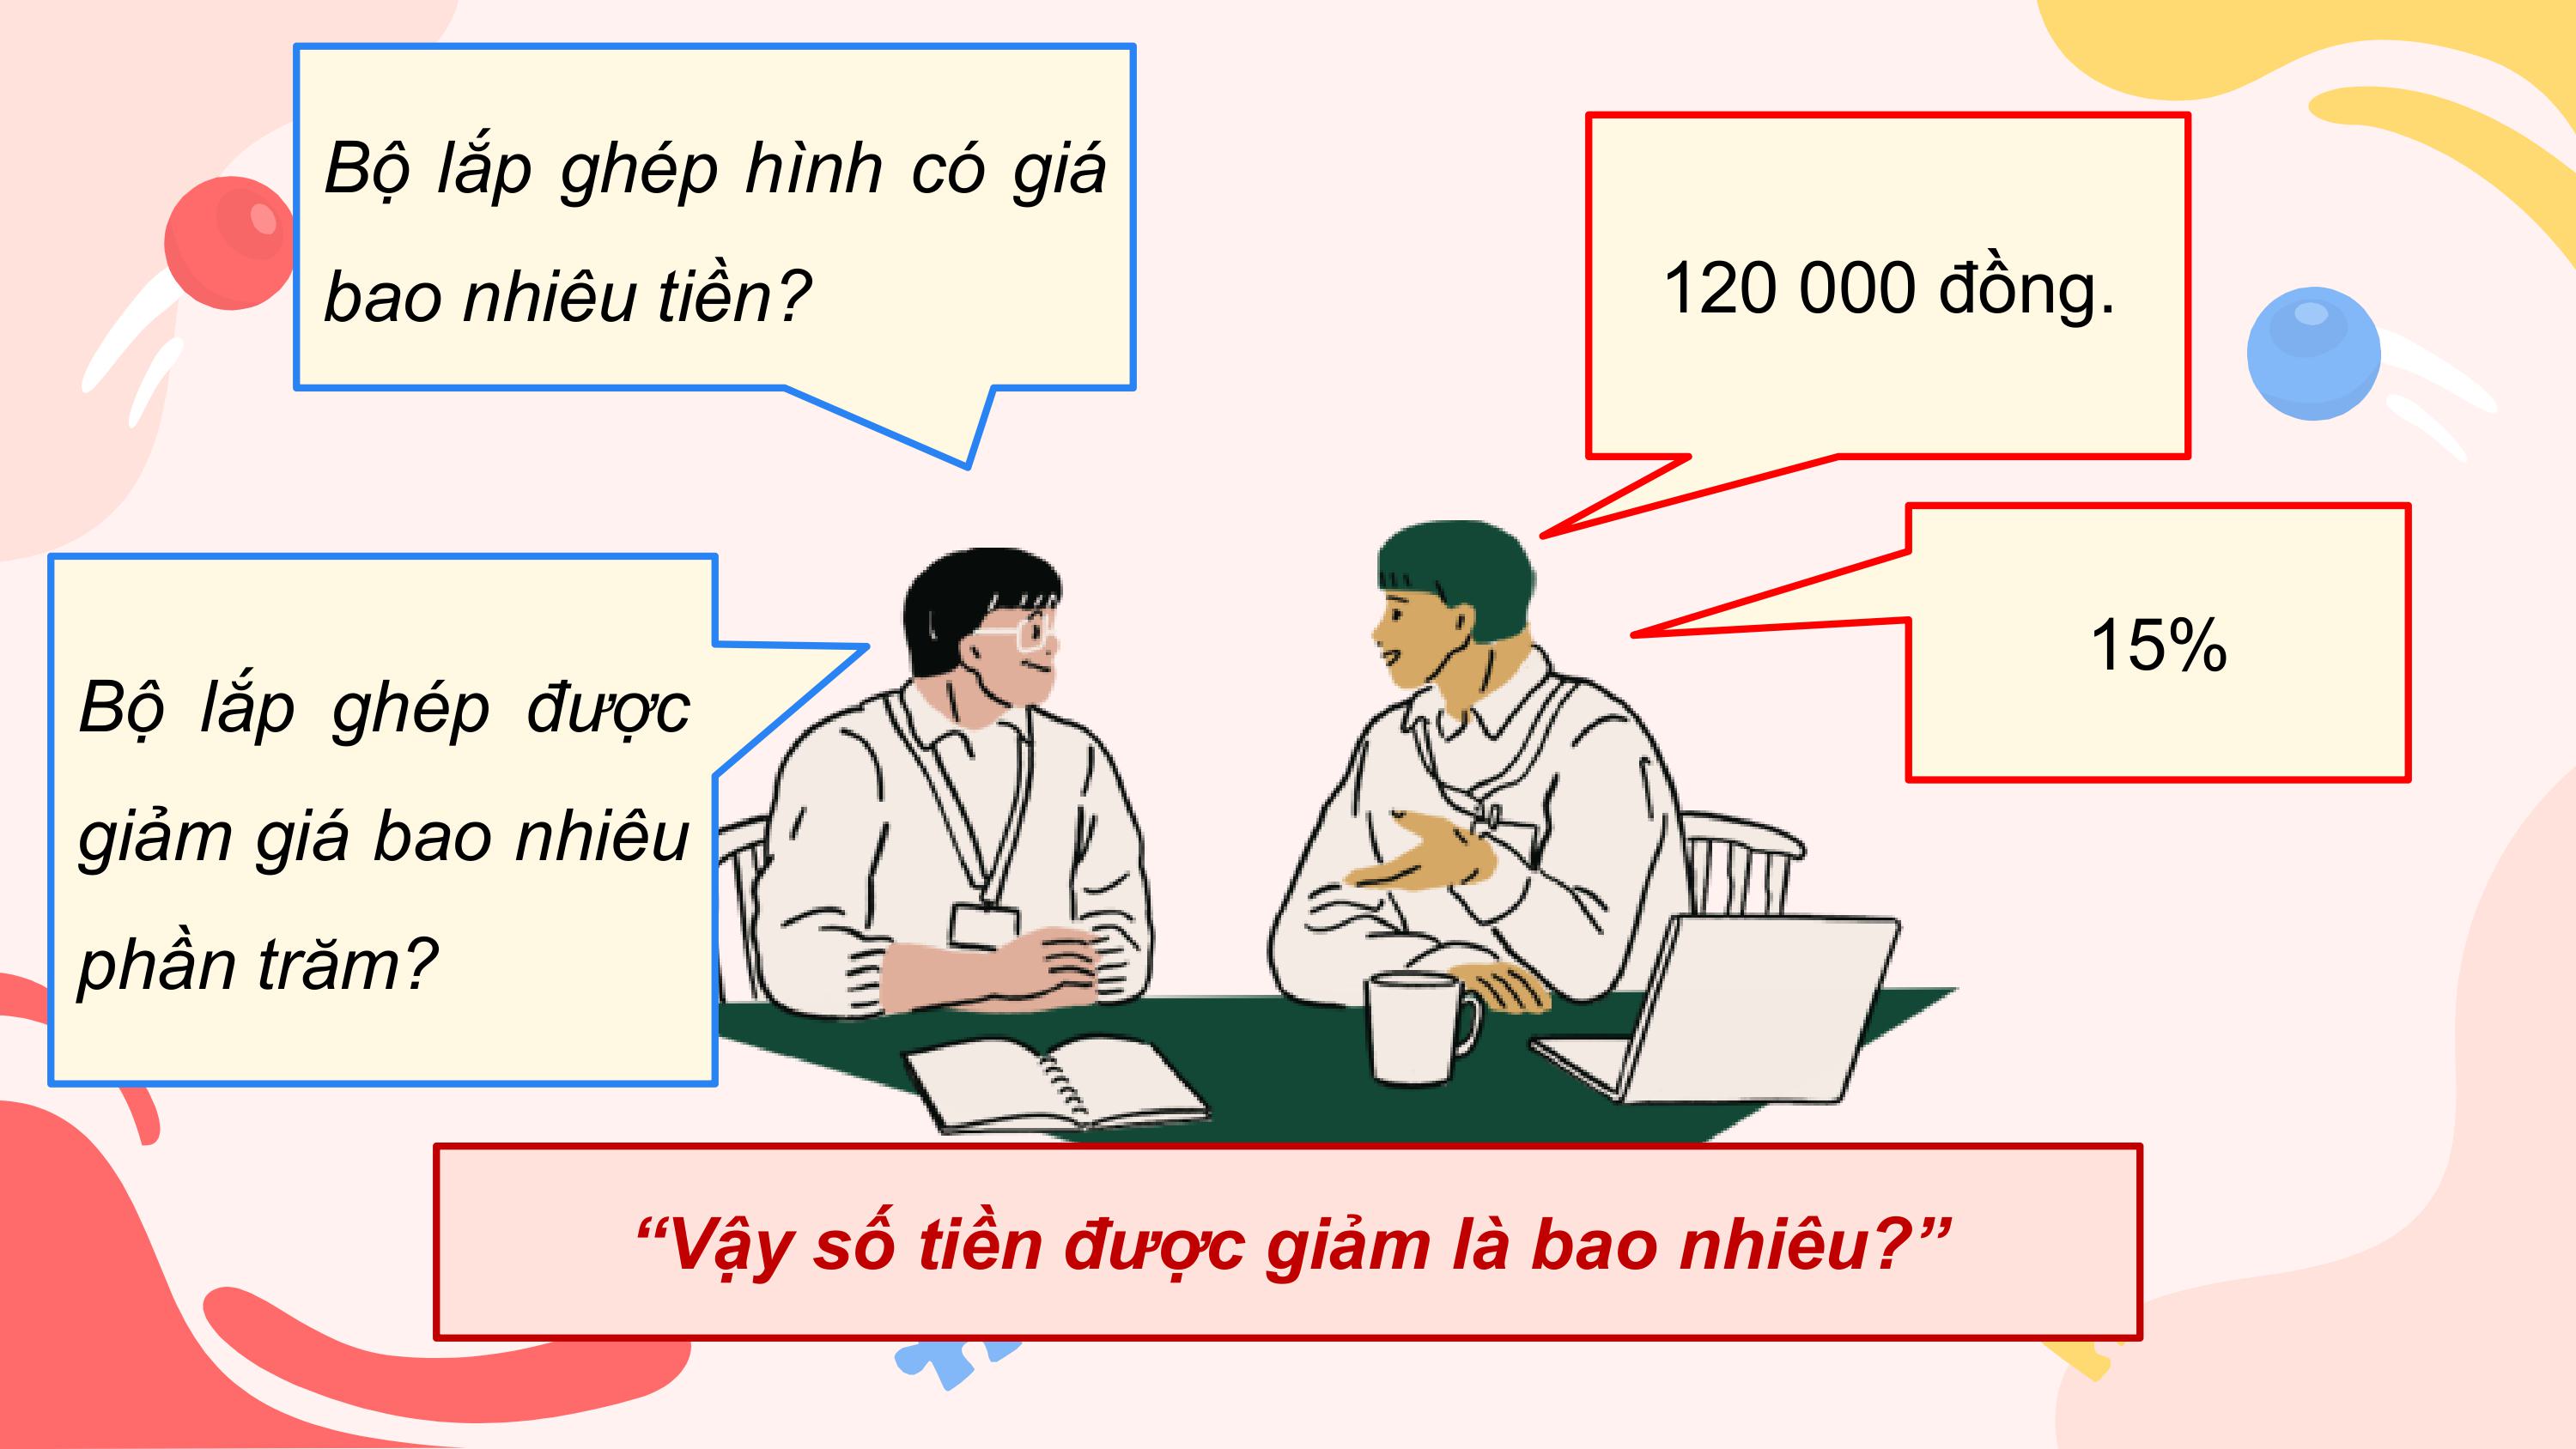 Bộ lắp ghép hình có giá
bao nhiêu tiền?
120 000 đồng.
Bộ lắp ghép được
giảm giá bao nhiêu
phần trăm?
15%
“Vậy số tiền được giảm là bao nhiêu?”